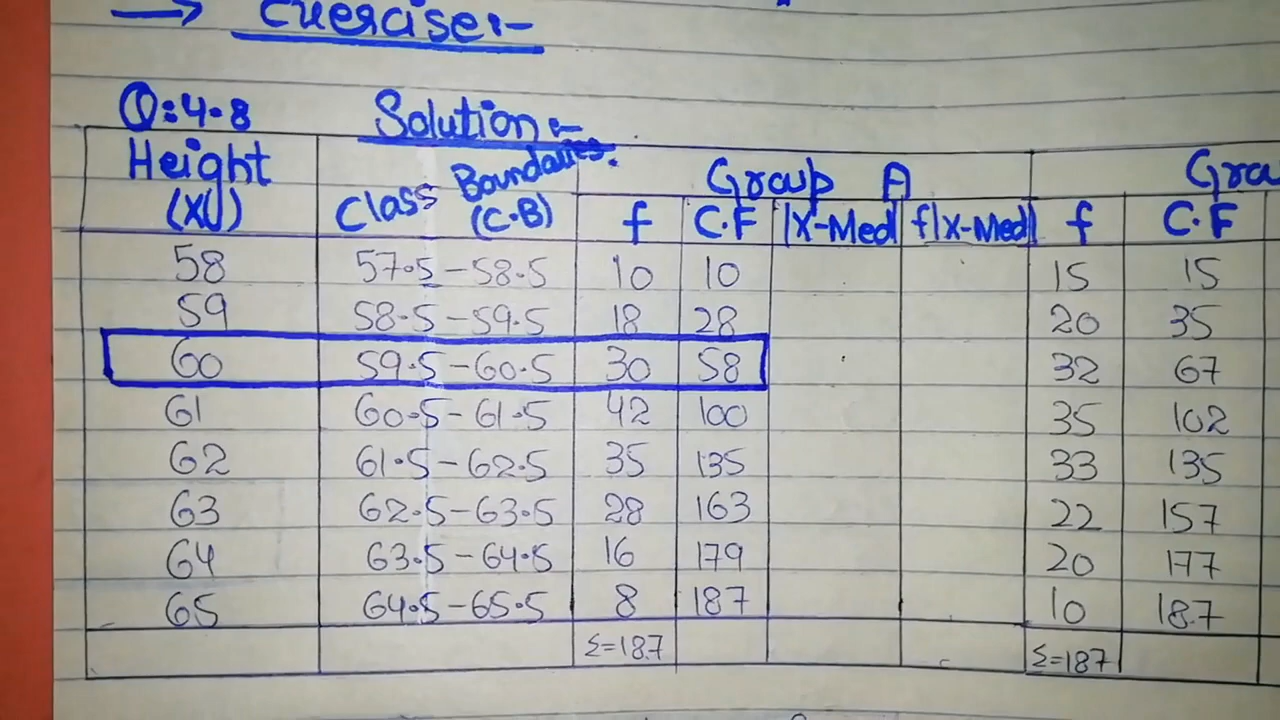 → Exercise:-
Q:4.8 Solution:-
Height (X) Class Boundaries. (C.B) Group A Grou
f C.F |X-Med| f|X-Med| f C.F
58 57.5-58.5 10 10 15 15
59 58.5-59.5 18 28 20 35
60 59.5-60.5 30 58 32 67
61 60.5-61.5 42 100 35 102
62 61.5-62.5 35 135 33 135
63 62.5-63.5 28 163 22 157
64 63.5-64.5 16 179 20 177
65 64.5-65.5 8 187 10 187
Σ=187 Σ=187